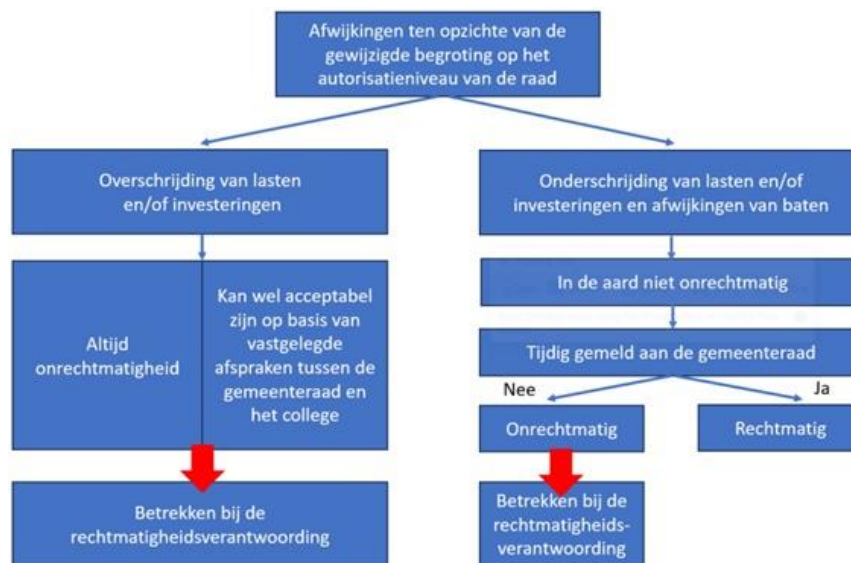 Afwijkingen ten opzichte van de
gewijzigde begroting op het
autorisatieniveau van de raad
Overschrijding van lasten
en/of investeringen
Onderschrijding van lasten en/of
investeringen en afwijkingen van baten
Altijd
onrechtmatigheid
Kan wel acceptabel
zijn op basis van
vastgelegde
afspraken tussen de
gemeenteraad en
het college
In de aard niet onrechtmatig
Tijdig gemeld aan de gemeenteraad
Nee
Ja
Onrechtmatig
Rechtmatig
Betrekken bij de
rechtmatigheidsverantwoording
Betrekken bij de
rechtmatigheids-
verantwoording